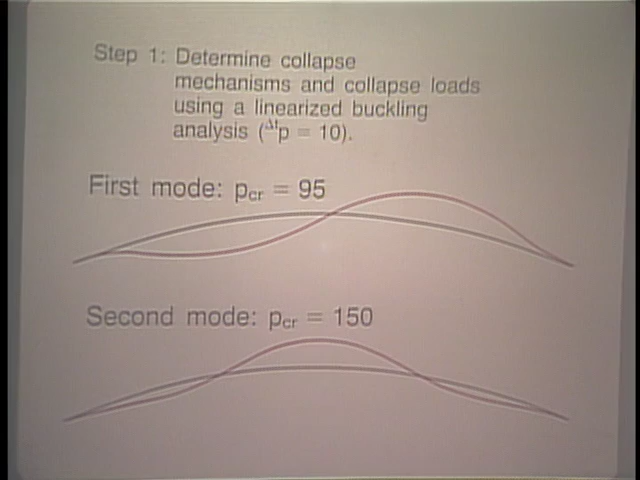 Step 1: Determine collapse
mechanisms and collapse loads
using a linearized buckling
analysis (Δtp = 10).
First mode: pcr = 95
Second mode: pcr = 150